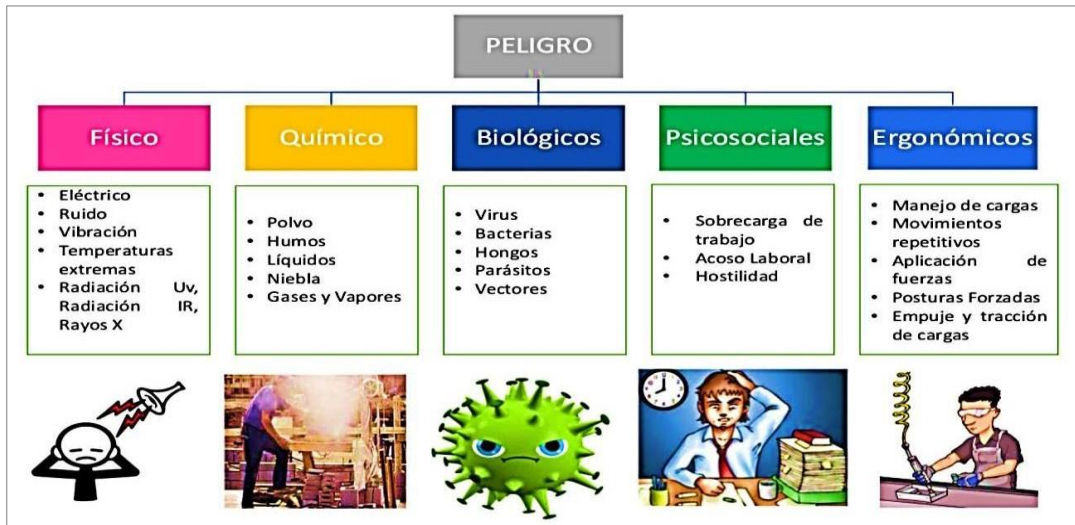 PELIGRO
Físico
Químico
Biológicos
Psicosociales
Ergonómicos
• Eléctrico
• Ruido
• Vibración
• Temperaturas
extremas
• Radiación Uv,
Radiación IR,
Rayos X
• Polvo
• Humos
• Líquidos
• Niebla
• Gases y Vapores
• Virus
• Bacterias
• Hongos
• Parásitos
• Vectores
• Sobrecarga de
trabajo
• Acoso Laboral
• Hostilidad
• Manejo de cargas
• Movimientos
repetitivos
• Aplicación de
fuerzas
• Posturas Forzadas
• Empuje y tracción
de cargas